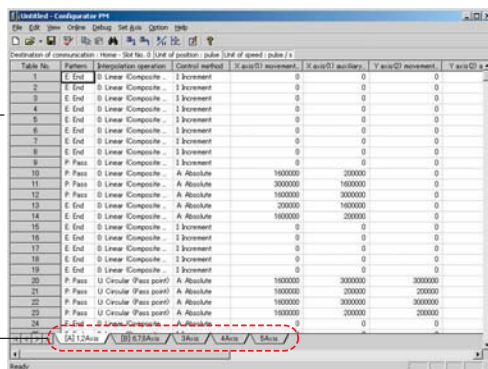 Untitled - Configurator PM
File Edit View Online Debug Set Axis Option Help
Destination of communication : Home - Slot No. 0 Unit of position : pulse Unit of speed : pulse / s
Table No. Pattern Interpolation operation Control method X axis(1) movement.. X axis(1) auxiliary.. Y axis(2) movement.. Y axis(2) a
1 E: End 0: Linear (Composite .. I: Increment 0 0 0
2 E: End 0: Linear (Composite .. I: Increment 0 0 0
3 E: End 0: Linear (Composite .. I: Increment 0 0 0
4 E: End 0: Linear (Composite .. I: Increment 0 0 0
5 E: End 0: Linear (Composite .. I: Increment 0 0 0
6 E: End 0: Linear (Composite .. I: Increment 0 0 0
7 E: End 0: Linear (Composite .. I: Increment 0 0 0
8 E: End 0: Linear (Composite .. I: Increment 0 0 0
9 P: Pass 0: Linear (Composite .. I: Increment 0 0 0
10 P: Pass 0: Linear (Composite .. A: Absolute 1600000 200000 0
11 P: Pass 0: Linear (Composite .. A: Absolute 3000000 1600000 0
12 P: Pass 0: Linear (Composite .. A: Absolute 1600000 3000000 0
13 E: End 0: Linear (Composite .. A: Absolute 200000 1600000 0
14 E: End 0: Linear (Composite .. A: Absolute 1600000 200000 0
15 E: End 0: Linear (Composite .. I: Increment 0 0 0
16 E: End 0: Linear (Composite .. I: Increment 0 0 0
17 E: End 0: Linear (Composite .. I: Increment 0 0 0
18 E: End 0: Linear (Composite .. I: Increment 0 0 0
19 E: End 0: Linear (Composite .. I: Increment 0 0 0
20 P: Pass U: Circular (Pass point) A: Absolute 1600000 3000000 3000000
21 P: Pass U: Circular (Pass point) A: Absolute 1600000 200000 200000
22 P: Pass U: Circular (Pass point) A: Absolute 1600000 3000000 3000000
23 P: Pass U: Circular (Pass point) A: Absolute 1600000 200000 200000
24 E: End 0: Linear (Composite .. I: Increment 0 0 0
[A] 1,2Axis [B] 6,7,8Axis 3Axis 4Axis 5Axis
Ready